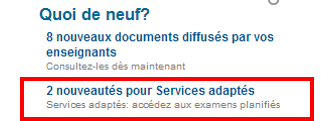 Quoi de neuf?
8 nouveaux documents diffusés par vos
enseignants
Consultez-les dès maintenant
2 nouveautés pour Services adaptés
Services adaptés: accédez aux examens planifiés